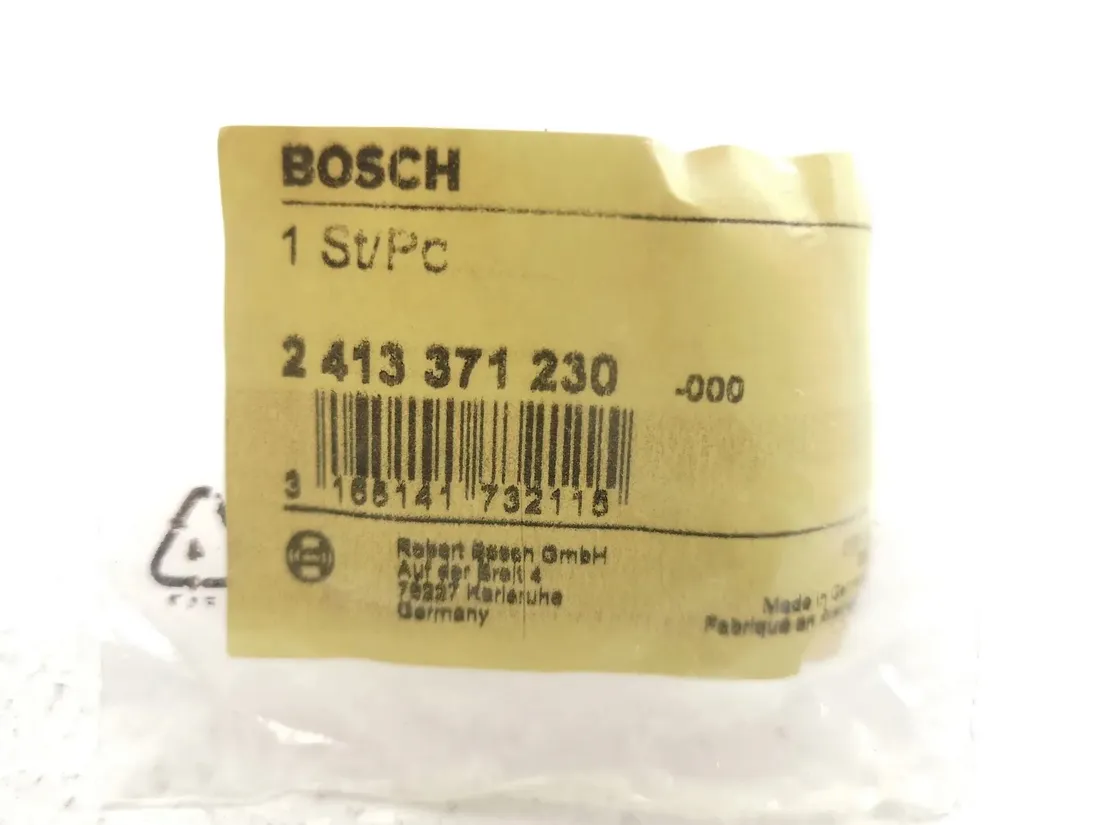 BOSCH
1 St/Pc
2 413 371 230 -000
3 165141 732115
Robert Bosch GmbH
Auf der Breit 4
76227 Karlsruhe
Germany
Made in
Fabriqué en